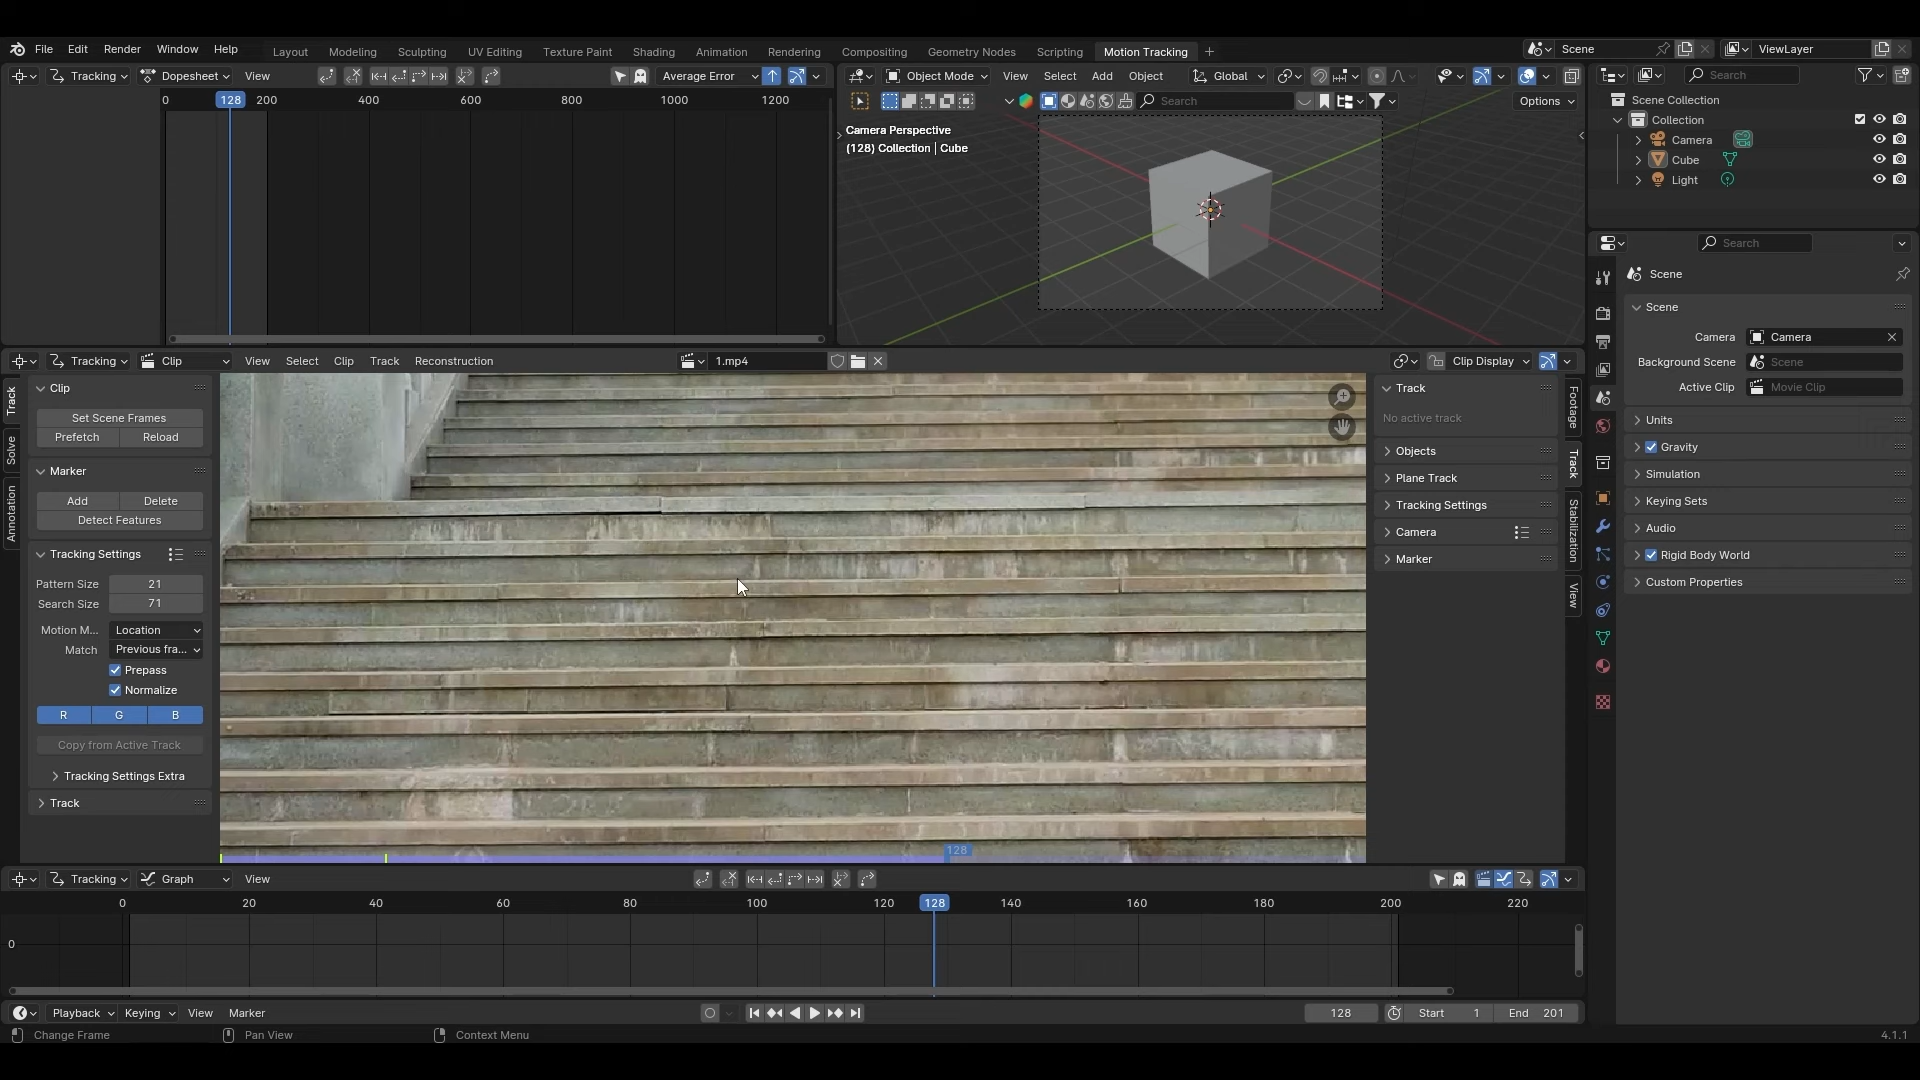 File Edit Render Window Help Layout Modeling Sculpting UV Editing Texture Paint Shading Animation Rendering Compositing Geometry Nodes Scripting Motion Tracking + Scene ViewLayer
Tracking Dopesheet View Average Error
0 128 200 400 600 800 1000 1200
Object Mode View Select Add Object Global
Search Options
Camera Perspective
(128) Collection | Cube
Search
Scene Collection
Collection
Camera
Cube
Light
Search
Scene
Scene
Camera Camera
Background Scene Scene
Active Clip Movie Clip
Units
Gravity
Simulation
Keying Sets
Audio
Rigid Body World
Custom Properties
Tracking Clip View Select Clip Track Reconstruction 1.mp4 Clip Display
Track
Solve
Annotation
Clip
Set Scene Frames
Prefetch Reload
Marker
Add Delete
Detect Features
Tracking Settings
Pattern Size 21
Search Size 71
Motion M... Location
Match Previous fra...
Prepass
Normalize
R G B
Copy from Active Track
Tracking Settings Extra
Track
128
Track
No active track
Objects
Plane Track
Tracking Settings
Camera
Marker
Footage
Track
Stabilization
View
Tracking Graph View
0 20 40 60 80 100 120 128 140 160 180 200 220
0
Playback Keying View Marker 128 Start 1 End 201
Change Frame Pan View Context Menu 4.1.1